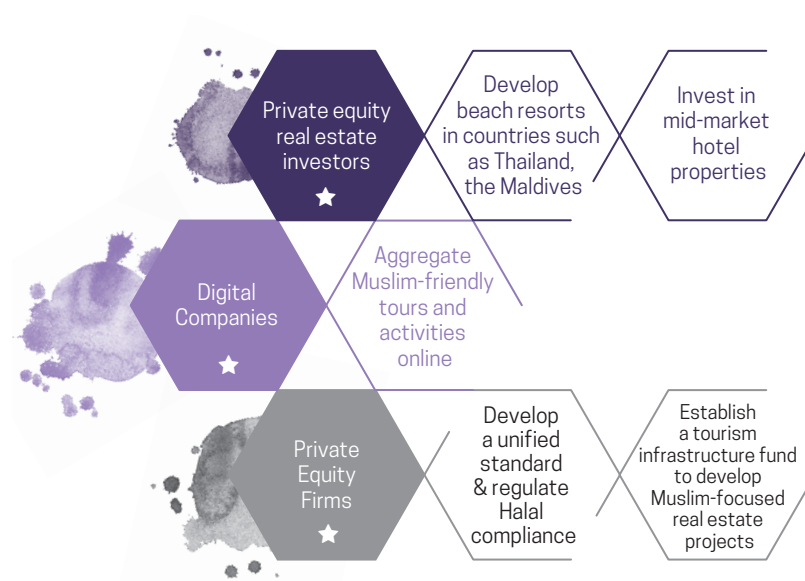 Private equity
real estate
investors
Develop
beach resorts
in countries such
as Thailand,
the Maldives
Invest in
mid-market
hotel
properties
Digital
Companies
Aggregate
Muslim-friendly
tours and
activities
online
Private
Equity
Firms
Develop
a unified
standard
& regulate
Halal
compliance
Establish
a tourism
infrastructure fund
to develop
Muslim-focused
real estate
projects